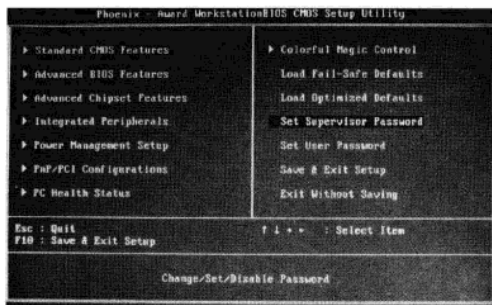 Phoenix - Award WorkstationBIOS CMOS Setup Utility
▶ Standard CMOS Features
▶ Advanced BIOS Features
▶ Advanced Chipset Features
▶ Integrated Peripherals
▶ Power Management Setup
▶ PnP/PCI Configurations
▶ PC Health Status
▶ Colorful Magic Control
Load Fail-Safe Defaults
Load Optimized Defaults
Set Supervisor Password
Set User Password
Save & Exit Setup
Exit Without Saving
Esc : Quit
F10 : Save & Exit Setup
↑ ↓ → ← : Select Item
Change/Set/Disable Password